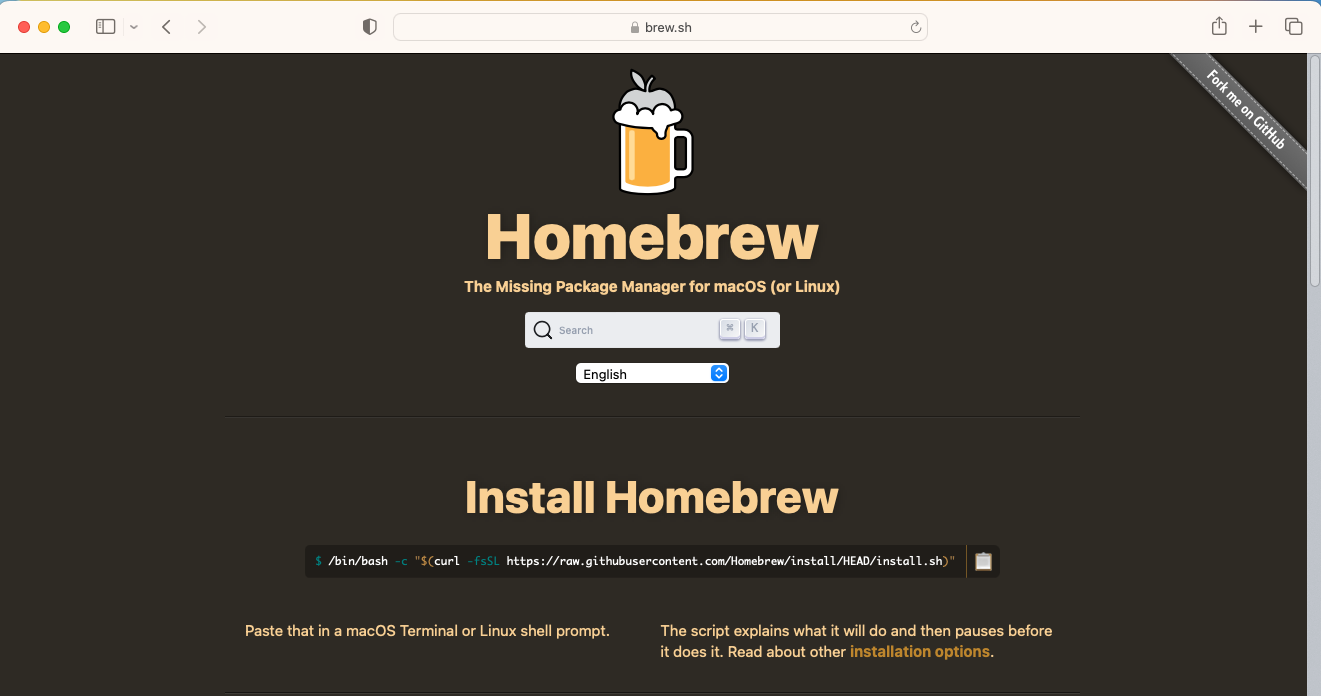 brew.sh
Fork me on GitHub
Homebrew
The Missing Package Manager for macOS (or Linux)
Search ⌘ K
English
Install Homebrew
$ /bin/bash -c "$(curl -fsSL https://raw.githubusercontent.com/Homebrew/install/HEAD/install.sh)"
Paste that in a macOS Terminal or Linux shell prompt.
The script explains what it will do and then pauses before
it does it. Read about other installation options.